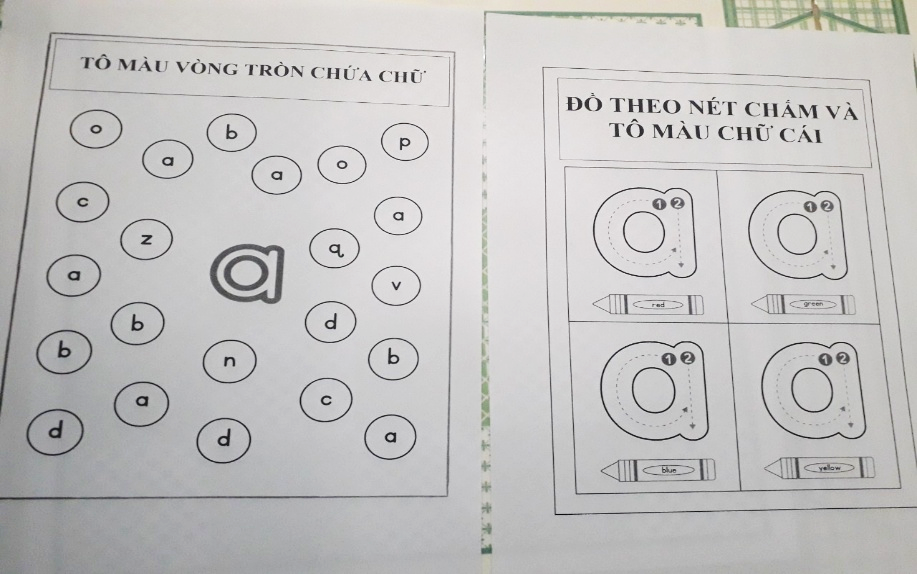 TÔ MÀU VÒNG TRÒN CHỨA CHỮ
o
b
p
a
a
o
c
a
z
q
a
a
v
b
d
b
n
b
a
c
d
d
a
ĐỒ THEO NÉT CHẤM VÀ
TÔ MÀU CHỮ CÁI
a 1 2
a 1 2
red
green
a 1 2
a 1 2
blue
yellow